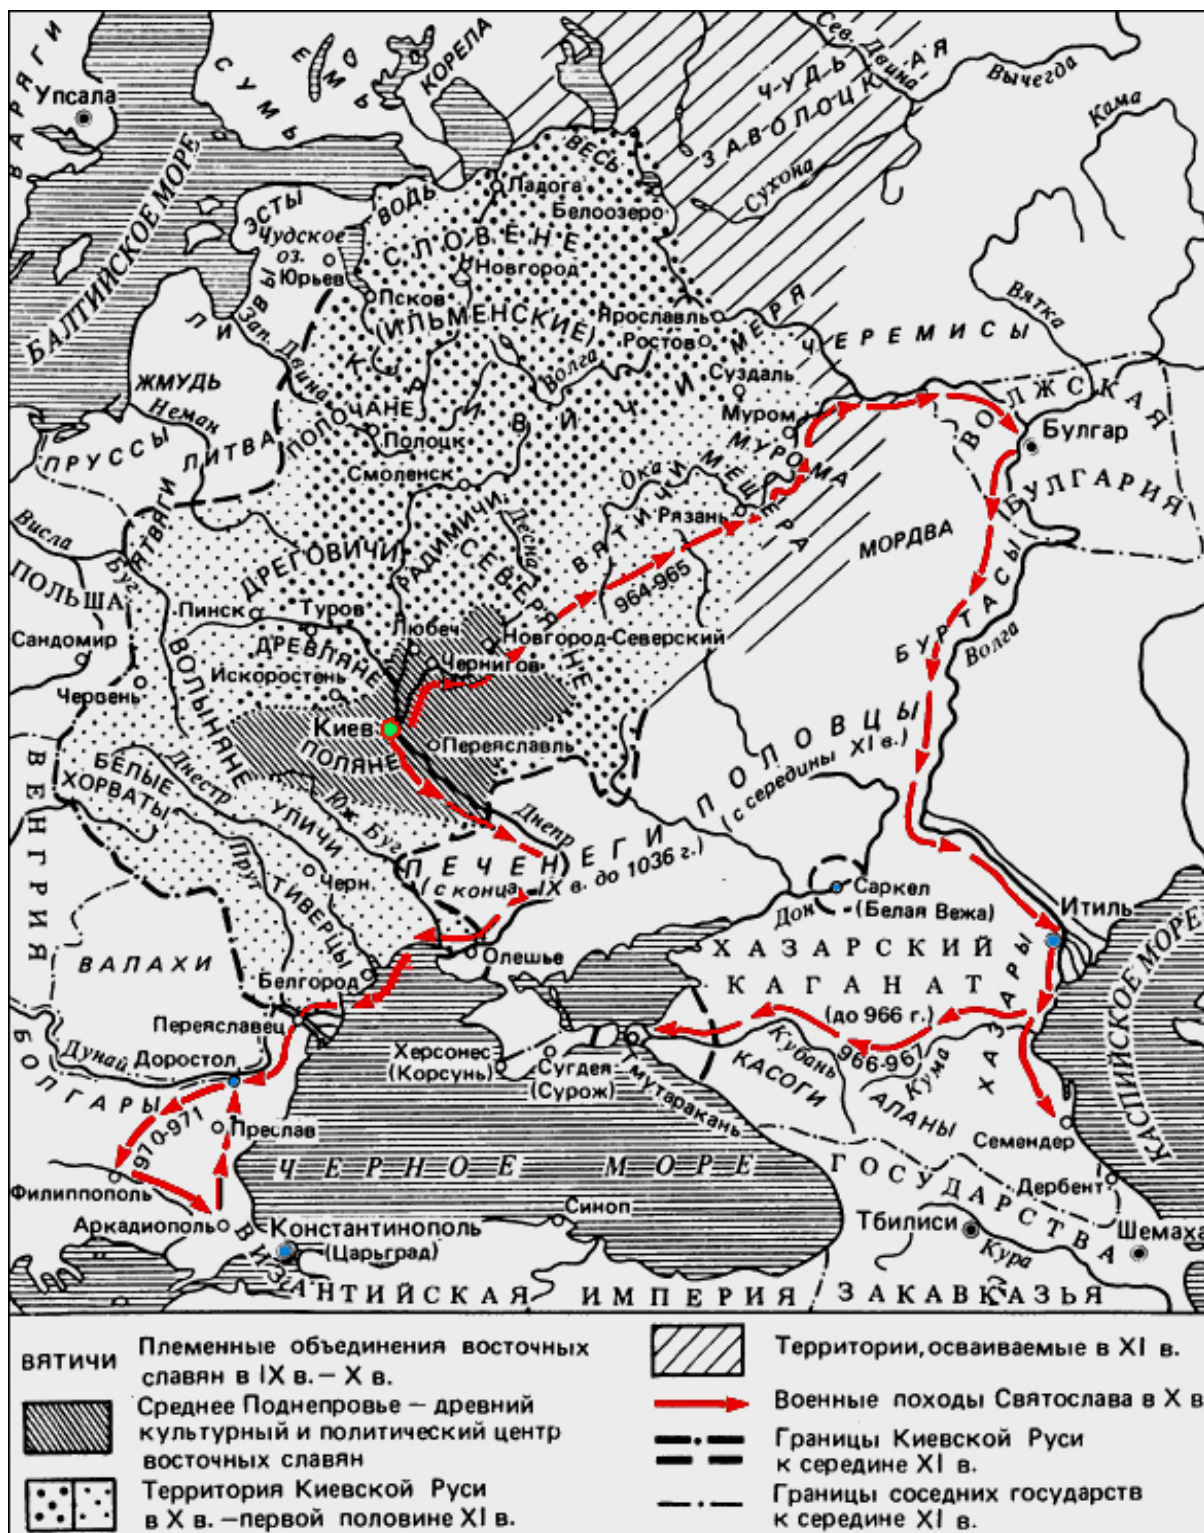 ВАРЯГИ
Упсала
СУМЬ
ЕМЬ
КОРЕЛА
ЧУДЬ
ЗАВОЛОЦКАЯ
Сев. Двина
Вычегда
Кама
Сухона
БАЛТИЙСКОЕ МОРЕ
ЭСТЫ
Чудское
оз.
Юрьев
ВОДЬ
Ладога
ВЕСЬ
Белоозеро
СЛОВЕНЕ
Новгород
Псков
(ИЛЬМЕНСКИЕ)
ЛИВЫ
Зап. Двина
Ярославль
Ростов
МЕРЯ
ЧЕРЕМИСЫ
Вятка
ЖМУДЬ
Неман
КРИВИЧИ
Волга
Суздаль
Муром
МУРОМА
ВОЛЖСКАЯ
Булгар
БУЛГАРИЯ
ПРУССЫ
ЛИТВА
ПОЛОЧАНЕ
Полоцк
Смоленск
Ока
МЕЩЕРА
Рязань
МОРДВА
Висла
ЯТВЯГИ
Буг
ПОЛЬША
ДРЕГОВИЧИ
РАДИМИЧИ
Десна
СЕВЕРЯНЕ
ВЯТИЧИ
964-965
БУРТАСЫ
Волга
Сандомир
Пинск
Туров
Любеч
Новгород-Северский
ДРЕВЛЯНЕ
Чернигов
Червень
ВОЛЫНЯНЕ
Искоростень
Киев
ПОЛЯНЕ
Переяславль
ПОЛОВЦЫ
(с середины XI в.)
ВЕНГРИЯ
БЕЛЫЕ
ХОРВАТЫ
Днестр
УЛИЧИ
Юж. Буг
Днепр
ПЕЧЕНЕГИ
(с конца IX в. до 1036 г.)
Прут
Черн.
ТИВЕРЦЫ
Саркел
(Белая Вежа)
Дон
Итиль
ХАЗАРСКИЙ
КАГАНАТ
(до 966 г.)
ХАЗАРЫ
КАСПИЙСКОЕ МОРЕ
ВАЛАХИ
Белгород
Олешье
Переяславец
БОЛГАРЫ
Дунай
Доростол
Херсонес
(Корсунь)
Сугдея
(Сурож)
Тмутаракань
Кубань
966-967
Кума
КАСОГИ
АЛАНЫ
Семендер
970-971
Преслав
Филиппополь
ЧЕРНОЕ МОРЕ
ГОСУДАРСТВА
Дербент
Аркадиополь
Константинополь
(Царьград)
Синоп
Тбилиси
Кура
Шемаха
ВИЗАНТИЙСКАЯ ИМПЕРИЯ
ЗАКАВКАЗЬЯ
ВЯТИЧИ
Племенные объединения восточных
славян в IX в. – X в.
Среднее Поднепровье – древний
культурный и политический центр
восточных славян
Территория Киевской Руси
в X в. –первой половине XI в.
Территории, осваиваемые в XI в.
Военные походы Святослава в X в
Границы Киевской Руси
к середине XI в.
Границы соседних государств
к середине XI в.